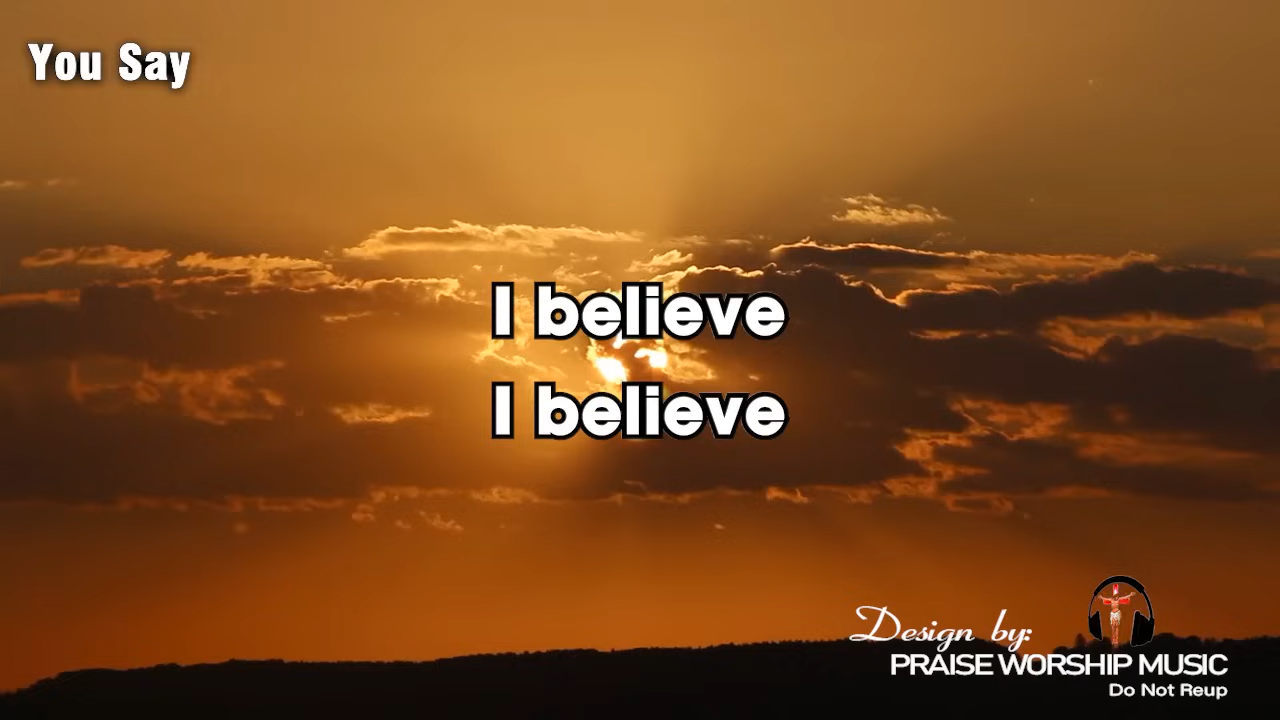 You Say
I believe
I believe
Design by:
PRAISE WORSHIP MUSIC
Do Not Reup